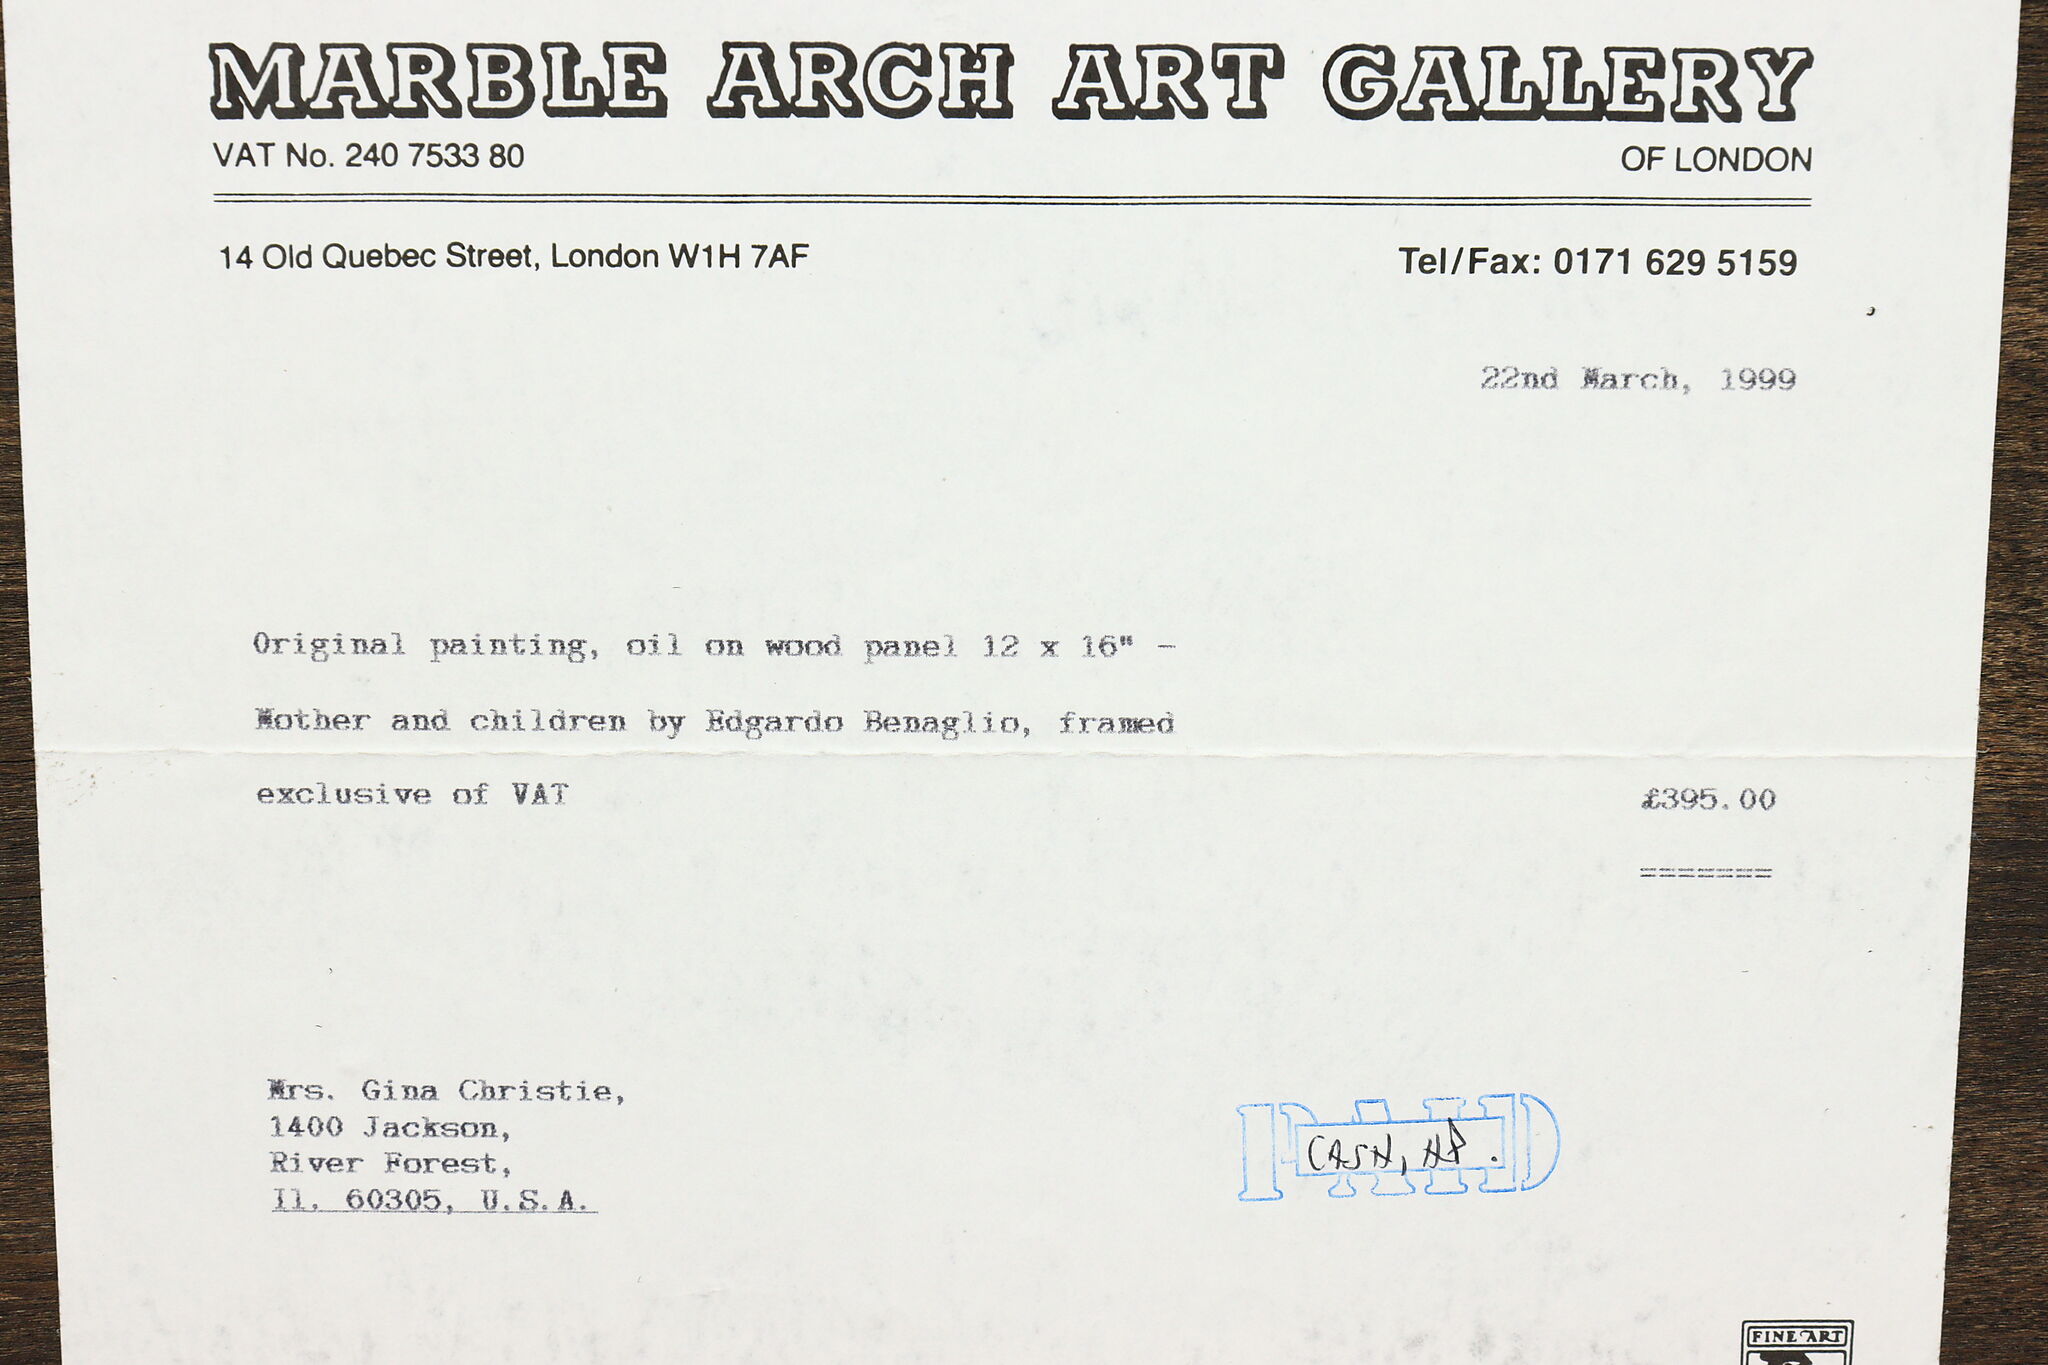 MARBLE ARCH ART GALLERY
VAT No. 240 7533 80
OF LONDON
14 Old Quebec Street, London W1H 7AF
Tel/Fax: 0171 629 5159
22nd March, 1999
Original painting, oil on wood panel 12 x 16" -
Mother and children by Edgardo Benaglio, framed
exclusive of VAT £395.00
=======
Mrs. Gina Christie,
1400 Jackson,
River Forest,
Il. 60305, U.S.A.
PAID
CASH, HP.
FINE ART